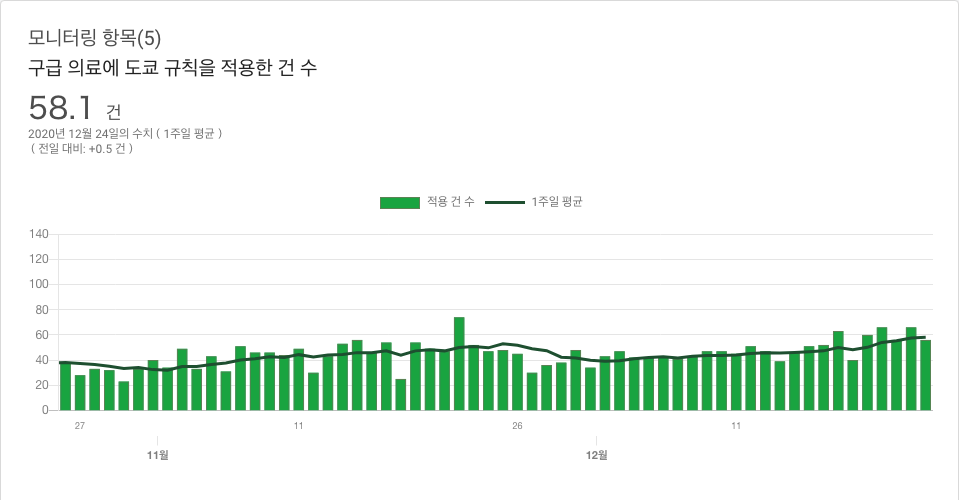 모니터링 항목(5)
구급 의료에 도쿄 규칙을 적용한 건 수
58.1 건
2020년 12월 24일의 수치 ( 1주일 평균 )
( 전일 대비: +0.5 건 )
적용 건 수 1주일 평균
140
120
100
80
60
40
20
0
27 11 26 11
11월 12월